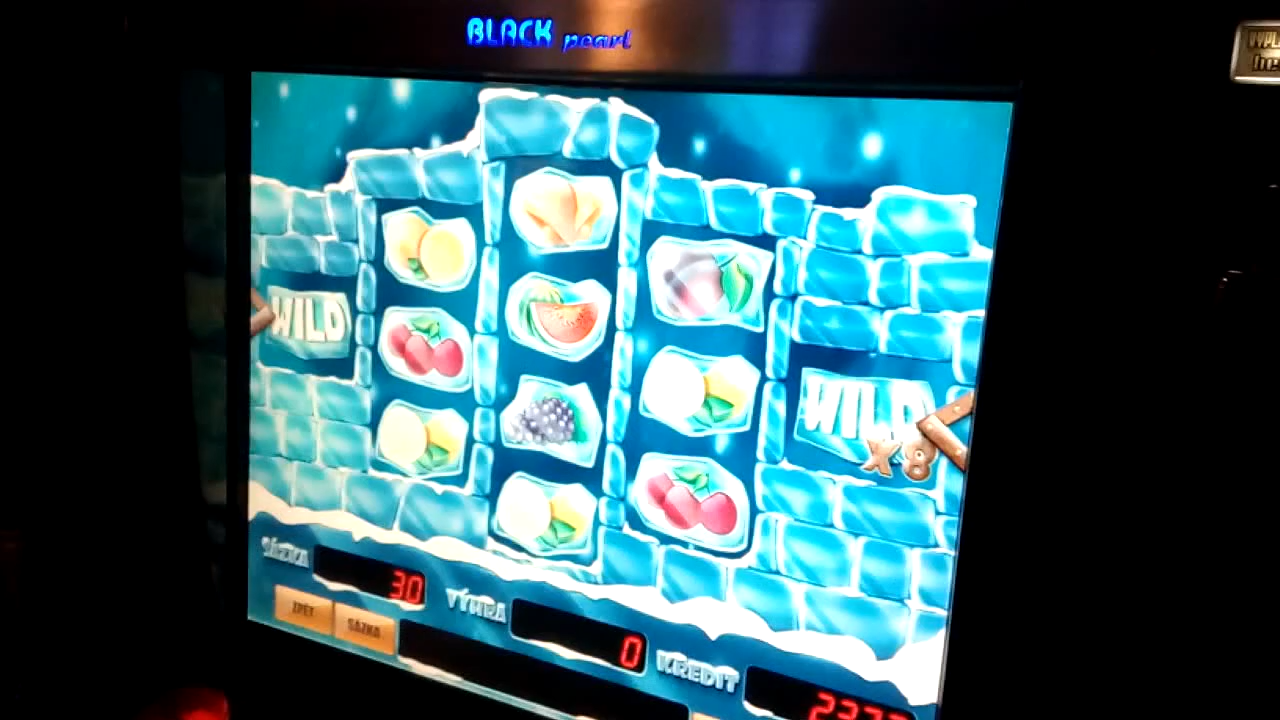 BLACK pearl
WILD
WILD
X8
SÁZKA
30
ZPĚT
SÁZKA
VÝHRA
0
KREDIT